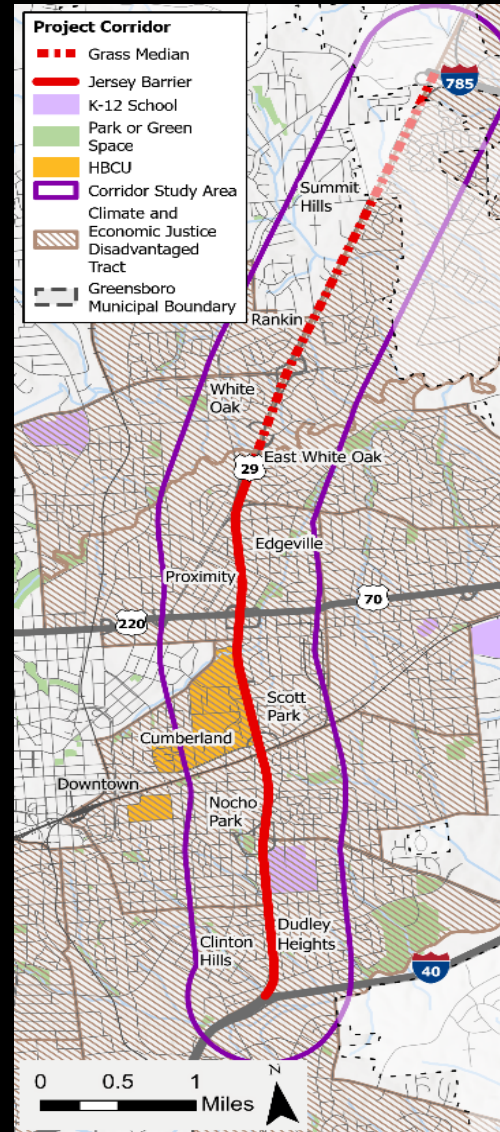 Project Corridor
Grass Median
Jersey Barrier
K-12 School
Park or Green
Space
HBCU
Corridor Study Area
Climate and
Economic Justice
Disadvantaged
Tract
Greensboro
Municipal Boundary
785
Summit
Hills
Rankin
White
Oak
East White Oak
29
Edgeville
Proximity
70
220
Scott
Park
Cumberland
Downtown
Nocho
Park
Dudley
Heights
Clinton
Hills
40
N
0 0.5 1
Miles